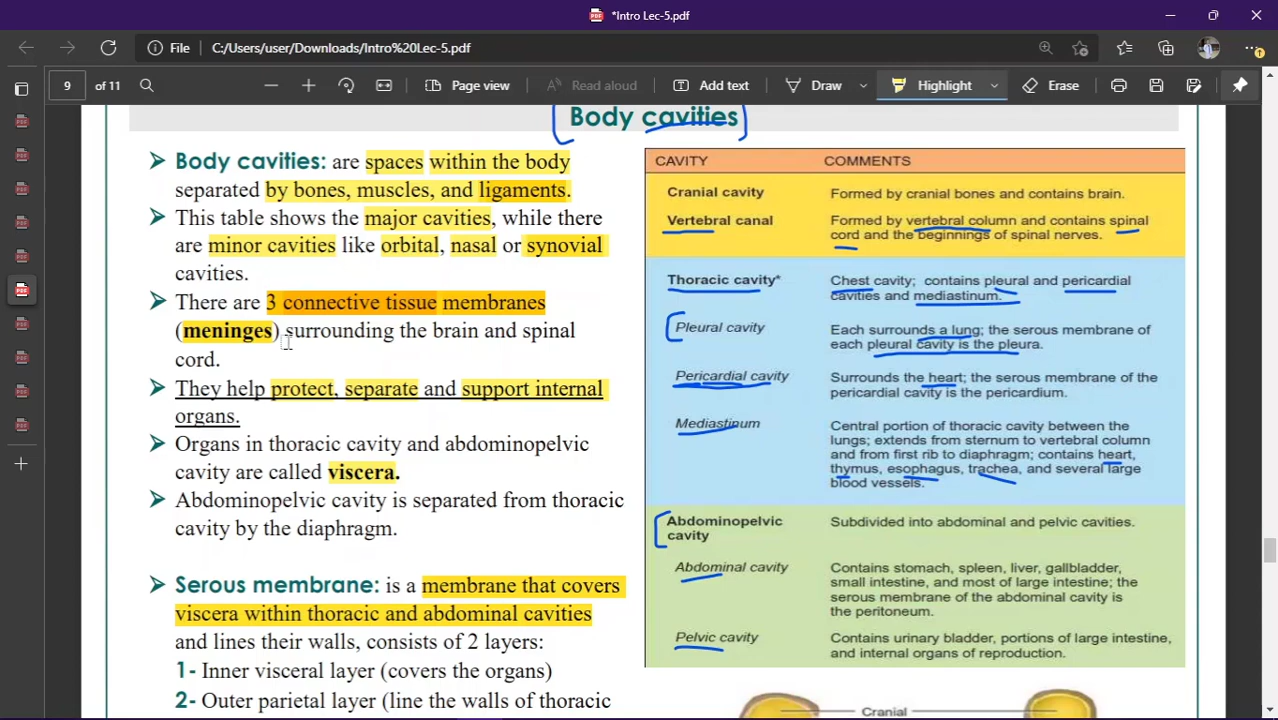 *Intro Lec-5.pdf
File C:/Users/user/Downloads/Intro%20Lec-5.pdf
9 of 11 Page view Read aloud Add text Draw Highlight Erase
Body cavities
Body cavities: are spaces within the body
separated by bones, muscles, and ligaments.
This table shows the major cavities, while there
are minor cavities like orbital, nasal or synovial
cavities.
There are 3 connective tissue membranes
(meninges) surrounding the brain and spinal
cord.
They help protect, separate and support internal
organs.
Organs in thoracic cavity and abdominopelvic
cavity are called viscera.
Abdominopelvic cavity is separated from thoracic
cavity by the diaphragm.
Serous membrane: is a membrane that covers
viscera within thoracic and abdominal cavities
and lines their walls, consists of 2 layers:
1- Inner visceral layer (covers the organs)
2- Outer parietal layer (line the walls of thoracic
CAVITY COMMENTS
Cranial cavity Formed by cranial bones and contains brain.
Vertebral canal Formed by vertebral column and contains spinal
cord and the beginnings of spinal nerves.
Thoracic cavity* Chest cavity; contains pleural and pericardial
cavities and mediastinum.
Pleural cavity Each surrounds a lung; the serous membrane of
each pleural cavity is the pleura.
Pericardial cavity Surrounds the heart; the serous membrane of the
pericardial cavity is the pericardium.
Mediastinum Central portion of thoracic cavity between the
lungs; extends from sternum to vertebral column
and from first rib to diaphragm; contains heart,
thymus, esophagus, trachea, and several large
blood vessels.
Abdominopelvic Subdivided into abdominal and pelvic cavities.
cavity
Abdominal cavity Contains stomach, spleen, liver, gallbladder,
small intestine, and most of large intestine; the
serous membrane of the abdominal cavity is
the peritoneum.
Pelvic cavity Contains urinary bladder, portions of large intestine,
and internal organs of reproduction.
Cranial